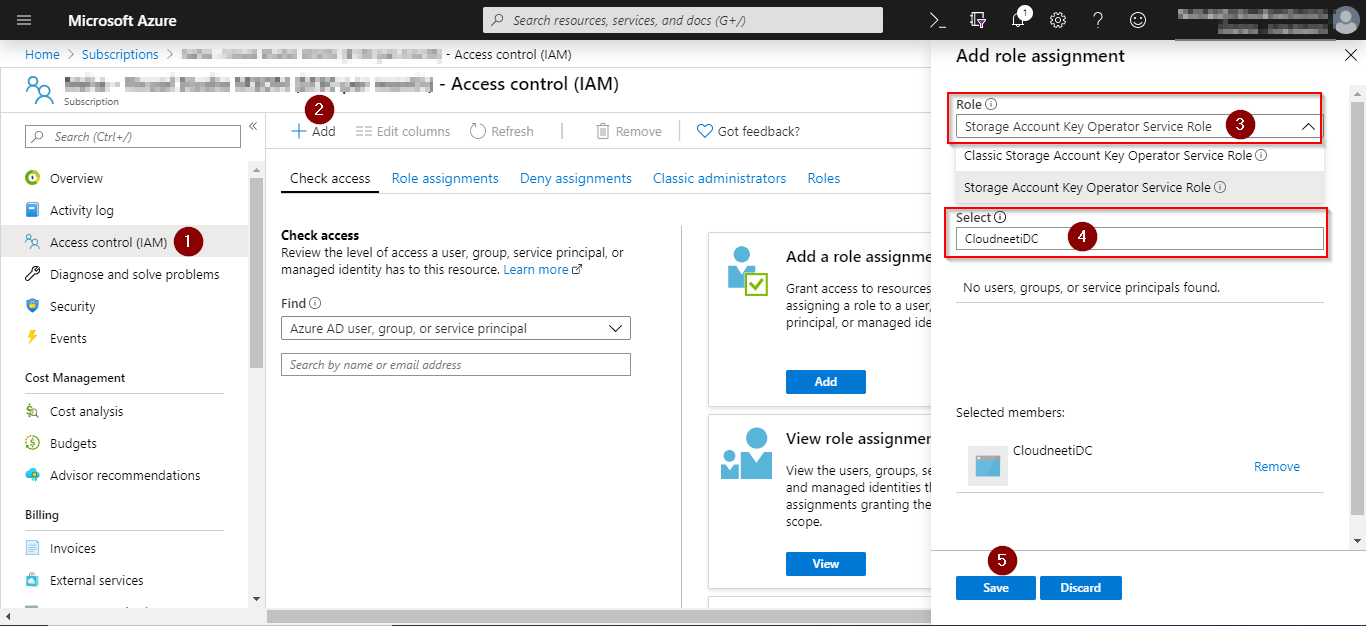 Microsoft Azure
Search resources, services, and docs (G+/)
1
Home > Subscriptions > - Access control (IAM)
- Access control (IAM)
Subscription
2
Search (Ctrl+/)
«
Overview
Activity log
Access control (IAM) 1
Diagnose and solve problems
Security
Events
Cost Management
Cost analysis
Budgets
Advisor recommendations
Billing
Invoices
External services
Add Edit columns Refresh Remove Got feedback?
Check access Role assignments Deny assignments Classic administrators Roles
Check access
Review the level of access a user, group, service principal, or
managed identity has to this resource. Learn more
Find
Azure AD user, group, or service principal
Search by name or email address
Add a role assignme
Grant access to resources
assigning a role to a user,
principal, or managed ide
Add
View role assignmen
View the users, groups, se
and managed identities th
assignments granting the
scope.
View
Add role assignment
Role
Storage Account Key Operator Service Role 3
Classic Storage Account Key Operator Service Role
Storage Account Key Operator Service Role
Select
CloudneetiDC 4
No users, groups, or service principals found.
Selected members:
CloudneetiDC
Remove
5
Save Discard